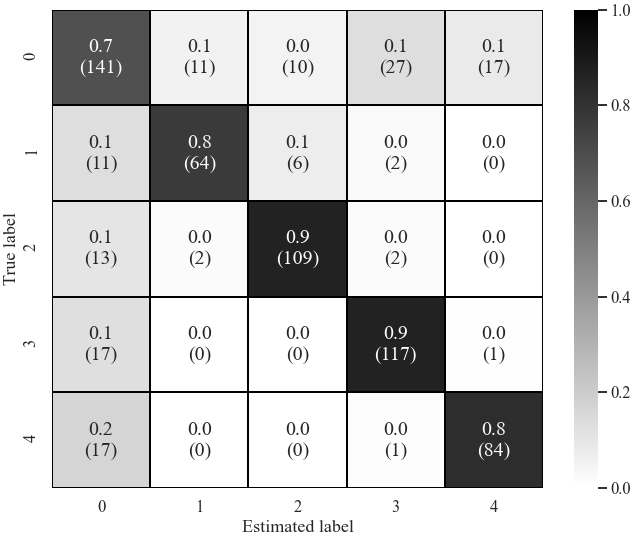 0.7 0.1 0.0 0.1 0.1
0 (141) (11) (10) (27) (17)
0.1 0.8 0.1 0.0 0.0
1 (11) (64) (6) (2) (0)
0.1 0.0 0.9 0.0 0.0
2 (13) (2) (109) (2) (0)
0.1 0.0 0.0 0.9 0.0
3 (17) (0) (0) (117) (1)
0.2 0.0 0.0 0.0 0.8
4 (17) (0) (0) (1) (84)
True label
0 1 2 3 4
Estimated label
1.0
0.8
0.6
0.4
0.2
0.0